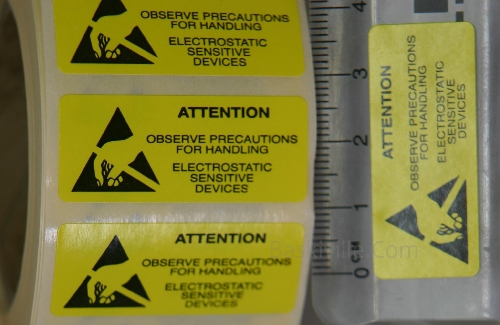 OBSERVE PRECAUTIONS
FOR HANDLING
ELECTROSTATIC
SENSITIVE
DEVICES
ATTENTION
OBSERVE PRECAUTIONS
FOR HANDLING
ELECTROSTATIC
SENSITIVE
DEVICES
ATTENTION
OBSERVE PRECAUTIONS
FOR HANDLING
ELECTROSTATIC
SENSITIVE
DEVICES
4
3
2
1
0 CM
ATTENTION
OBSERVE PRECAUTIONS
FOR HANDLING
ELECTROSTATIC
SENSITIVE
DEVICES